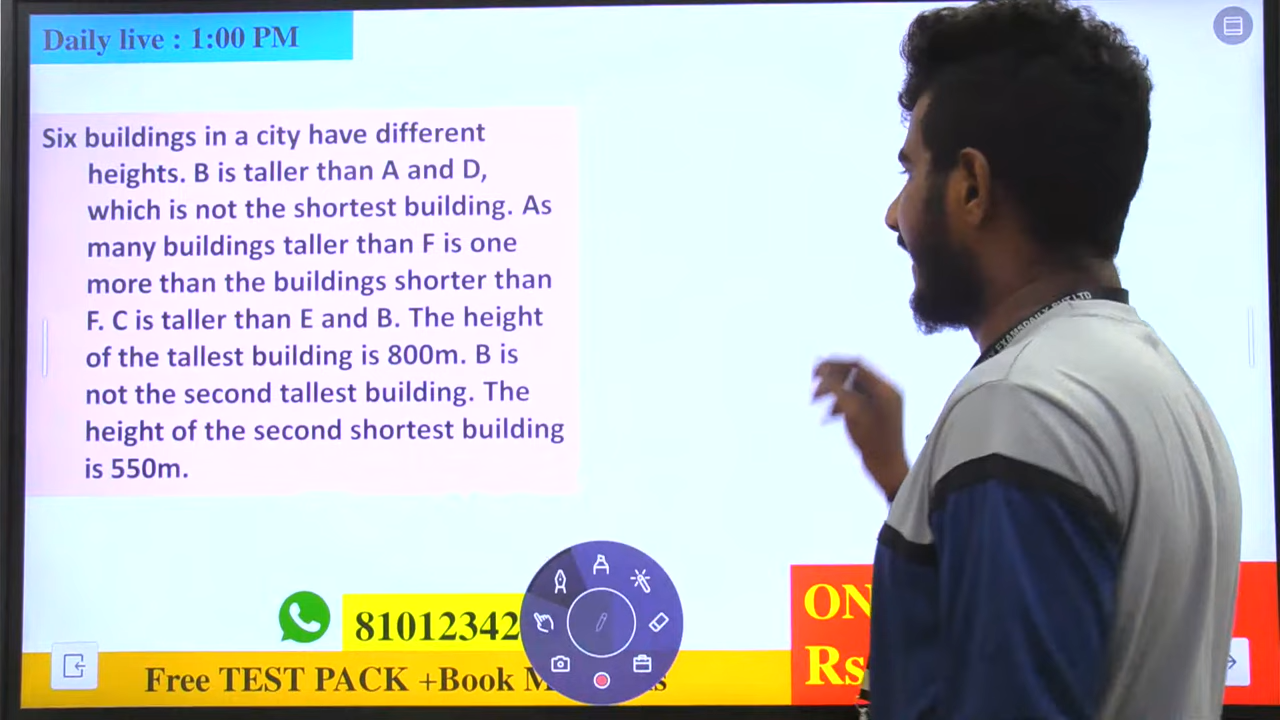 Daily live : 1:00 PM
Six buildings in a city have different
heights. B is taller than A and D,
which is not the shortest building. As
many buildings taller than F is one
more than the buildings shorter than
F. C is taller than E and B. The height
of the tallest building is 800m. B is
not the second tallest building. The
height of the second shortest building
is 550m.
EXAMSDAILY PVT LTD
81012342
ON
Rs
Free TEST PACK +Book